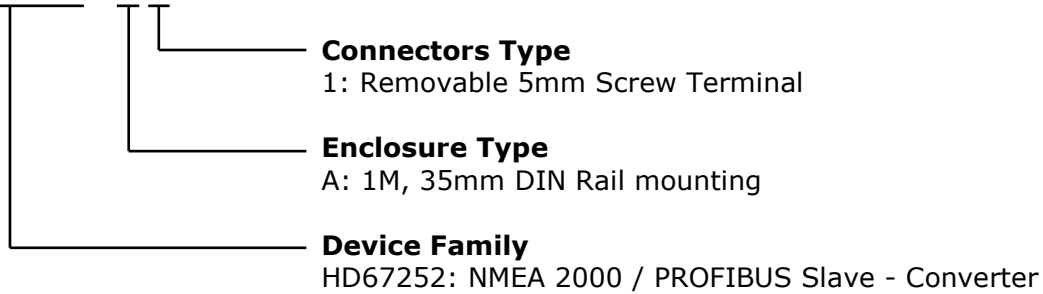 Connectors Type
1: Removable 5mm Screw Terminal
Enclosure Type
A: 1M, 35mm DIN Rail mounting
Device Family
HD67252: NMEA 2000 / PROFIBUS Slave - Converter